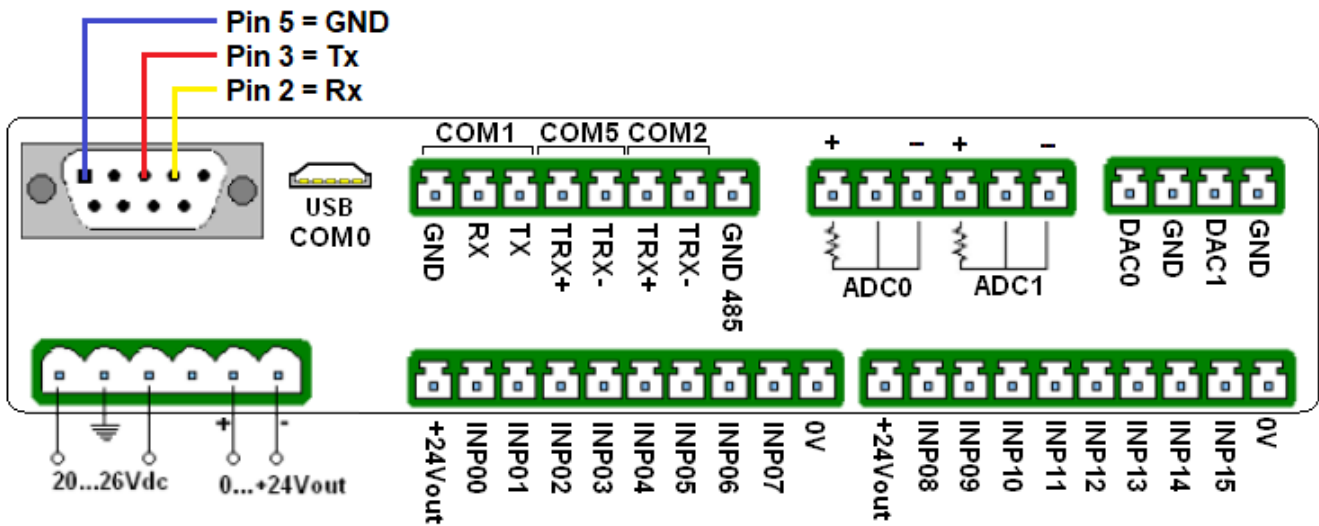 Pin 5 = GND
Pin 3 = Tx
Pin 2 = Rx
COM1 COM5 COM2
+ − + −
USB
COM0
GND
RX
TX
TRX+
TRX-
TRX+
TRX-
GND 485
ADC0
ADC1
DAC0
GND
DAC1
GND
+ -
20...26Vdc
0...+24Vout
+24Vout
INP00
INP01
INP02
INP03
INP04
INP05
INP06
INP07
0V
+24Vout
INP08
INP09
INP10
INP11
INP12
INP13
INP14
INP15
0V